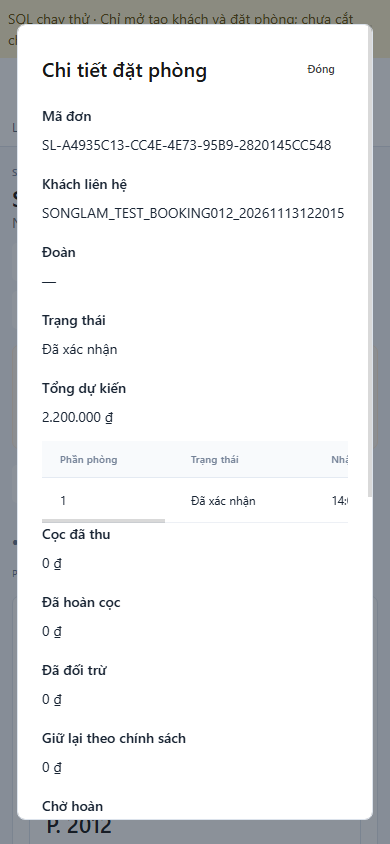 SQL chạy thử · Chỉ mở tạo khách và đặt phòng; chưa cắt
Chi tiết đặt phòng
Đóng
Mã đơn
SL-A4935C13-CC4E-4E73-95B9-2820145CC548
Khách liên hệ
SONGLAM_TEST_BOOKING012_20261113122015
Đoàn
—
Trạng thái
Đã xác nhận
Tổng dự kiến
2.200.000 ₫
Phần phòng Trạng thái
1 Đã xác nhận
Cọc đã thu
0 ₫
Đã hoàn cọc
0 ₫
Đã đối trừ
0 ₫
Giữ lại theo chính sách
0 ₫
Chờ hoàn
P. 2012